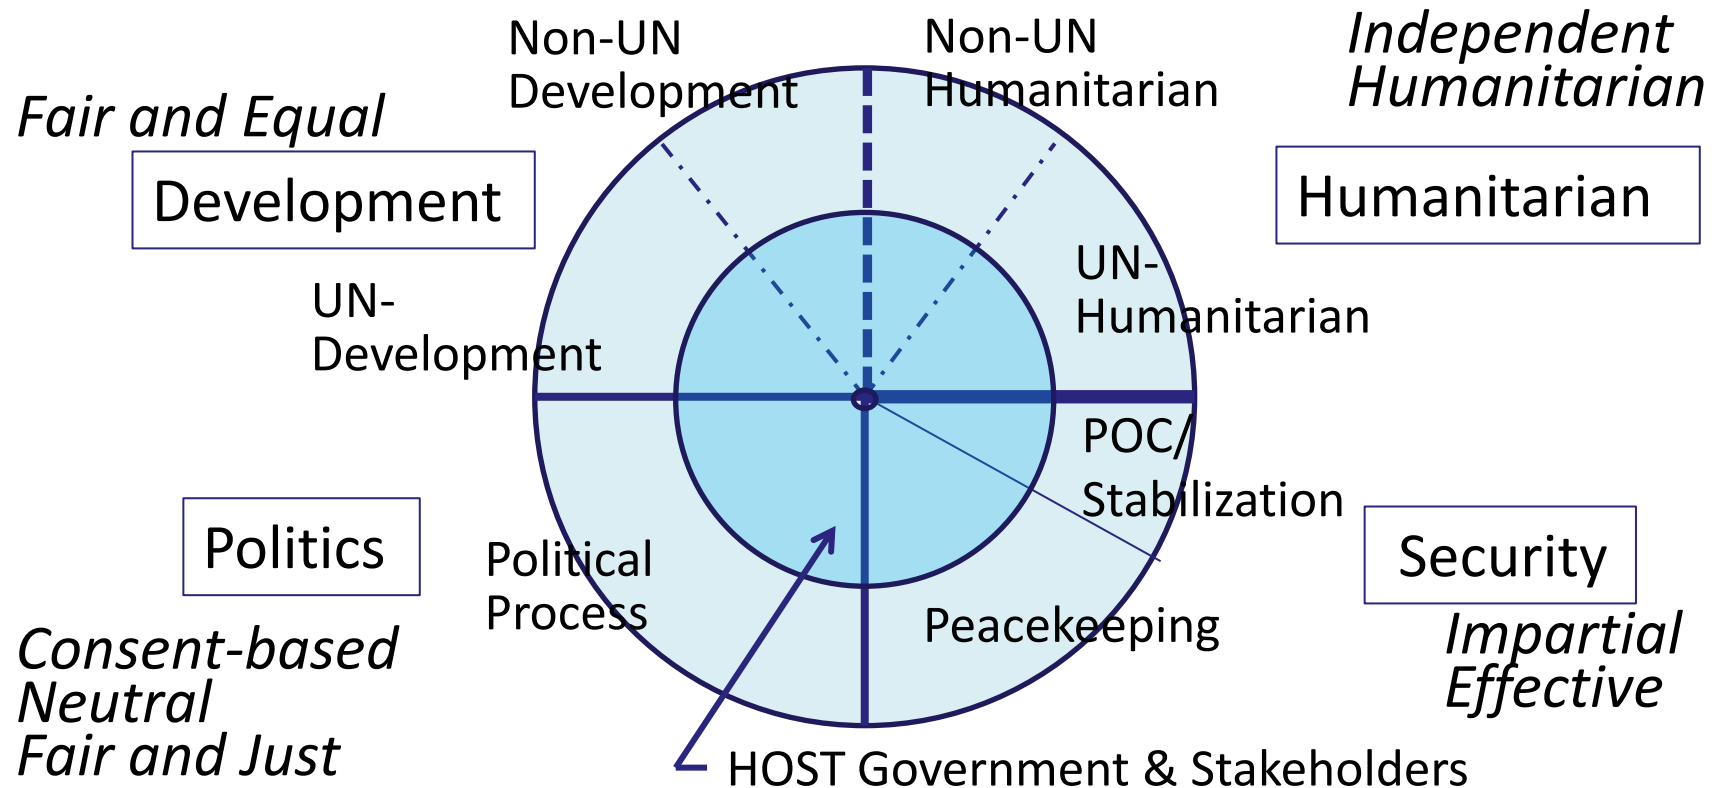 Non-UN
Development
Non-UN
Humanitarian
Independent
Humanitarian
Fair and Equal
Development
Humanitarian
UN-
Development
UN-
Humanitarian
POC/
Stabilization
Politics
Political
Process
Security
Peacekeeping
Impartial
Effective
Consent-based
Neutral
Fair and Just
HOST Government & Stakeholders